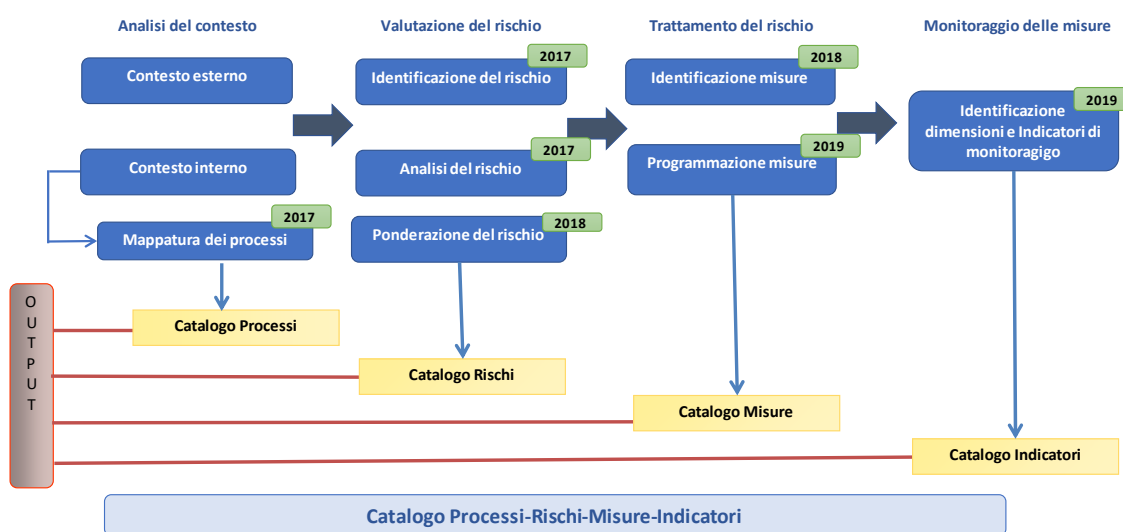 Analisi del contesto
Valutazione del rischio
Trattamento del rischio
Monitoraggio delle misure
Contesto esterno
2017
Identificazione del rischio
2018
Identificazione misure
2019
Identificazione
dimensioni e Indicatori di
monitoragigo
Contesto interno
2017
Analisi del rischio
2019
Programmazione misure
2017
Mappatura dei processi
2018
Ponderazione del rischio
OUTPUT
Catalogo Processi
Catalogo Rischi
Catalogo Misure
Catalogo Indicatori
Catalogo Processi-Rischi-Misure-Indicatori